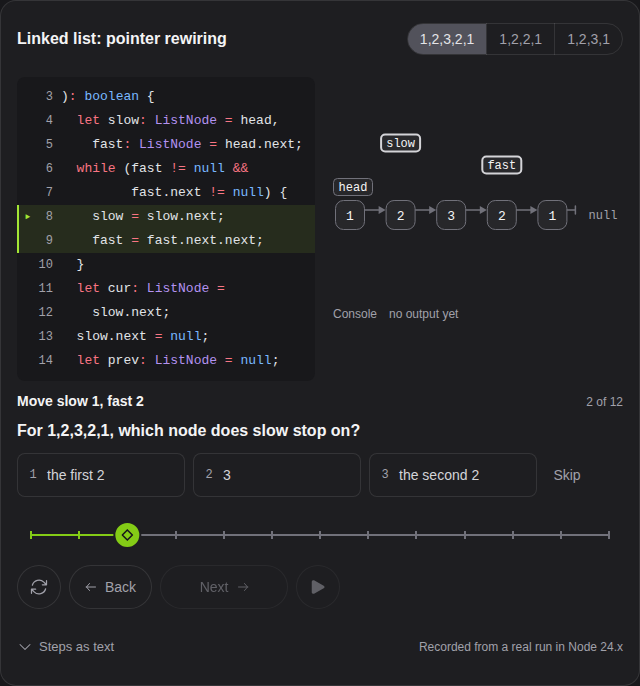 Linked list: pointer rewiring
1,2,3,2,1
1,2,2,1
1,2,3,1
3 ): boolean {
4 let slow: ListNode = head,
5 fast: ListNode = head.next;
6 while (fast != null &&
7 fast.next != null) {
8 slow = slow.next;
9 fast = fast.next.next;
10 }
11 let cur: ListNode =
12 slow.next;
13 slow.next = null;
14 let prev: ListNode = null;
slow
fast
head
1 2 3 2 1 null
Console no output yet
Move slow 1, fast 2
2 of 12
For 1,2,3,2,1, which node does slow stop on?
1 the first 2
2 3
3 the second 2
Skip
Back
Next
Steps as text
Recorded from a real run in Node 24.x